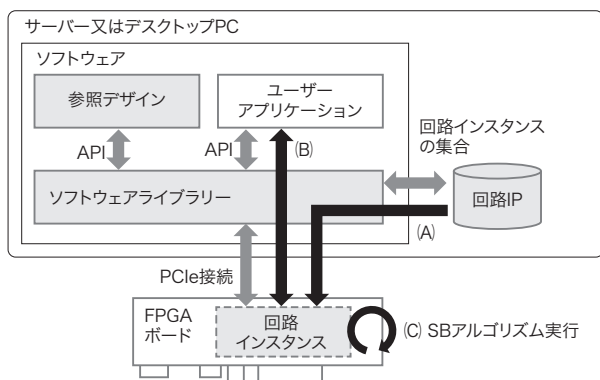 サーバー又はデスクトップPC
ソフトウェア
参照デザイン
ユーザー
アプリケーション
API
API
(B)
回路インスタンス
の集合
ソフトウェアライブラリー
回路IP
(A)
PCIe接続
FPGA
ボード
回路
インスタンス
(C) SBアルゴリズム実行